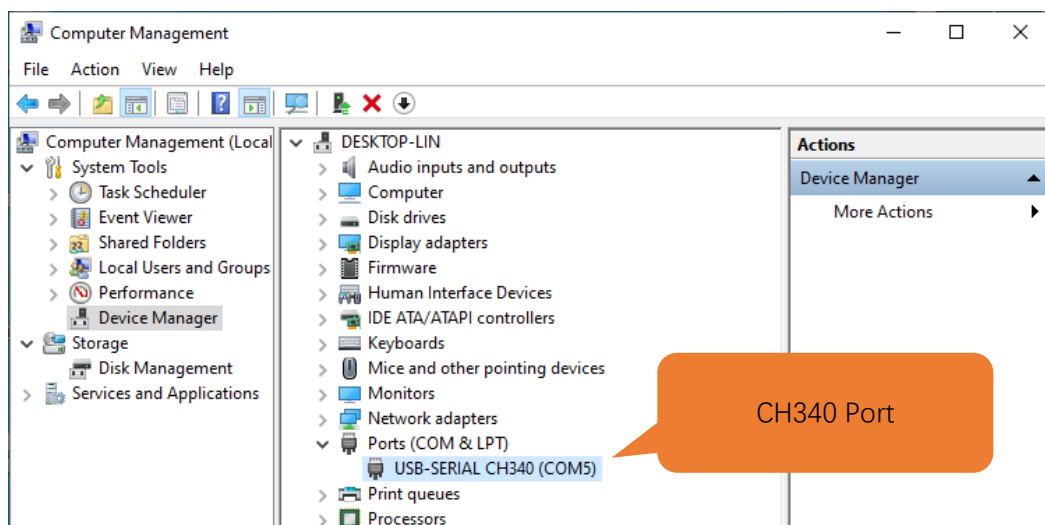 Computer Management
File Action View Help
Computer Management (Local
System Tools
Task Scheduler
Event Viewer
Shared Folders
Local Users and Groups
Performance
Device Manager
Storage
Disk Management
Services and Applications
DESKTOP-LIN
Audio inputs and outputs
Computer
Disk drives
Display adapters
Firmware
Human Interface Devices
IDE ATA/ATAPI controllers
Keyboards
Mice and other pointing devices
Monitors
Network adapters
Ports (COM & LPT)
USB-SERIAL CH340 (COM5)
Print queues
Processors
CH340 Port
Actions
Device Manager
More Actions